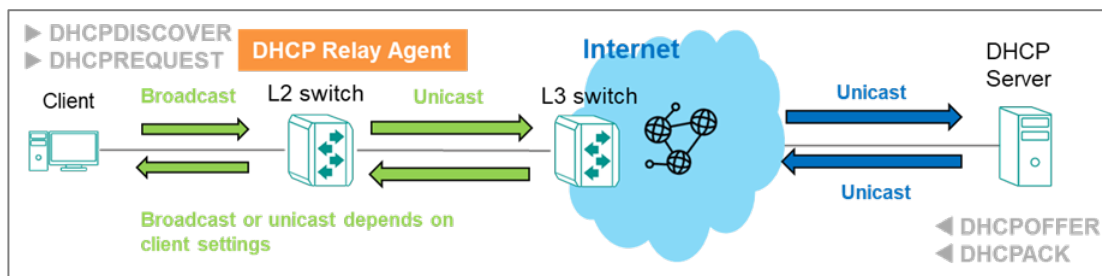 ▶ DHCPDISCOVER
▶ DHCPREQUEST
DHCP Relay Agent
Internet
DHCP
Server
Client
Broadcast
L2 switch
Unicast
L3 switch
Unicast
Unicast
Broadcast or unicast depends on
client settings
◀ DHCPOFFER
◀ DHCPACK